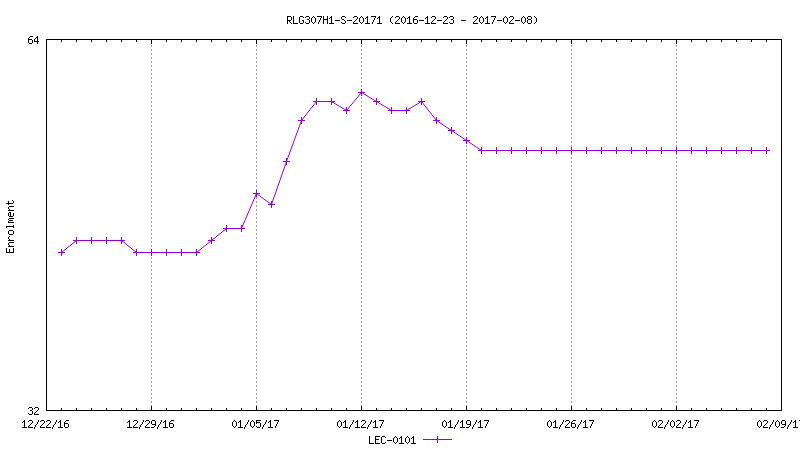 RLG307H1-S-20171 (2016-12-23 - 2017-02-08)
64
Enrolment
32
12/22/16 12/29/16 01/05/17 01/12/17 01/19/17 01/26/17 02/02/17 02/09/1
LEC-0101